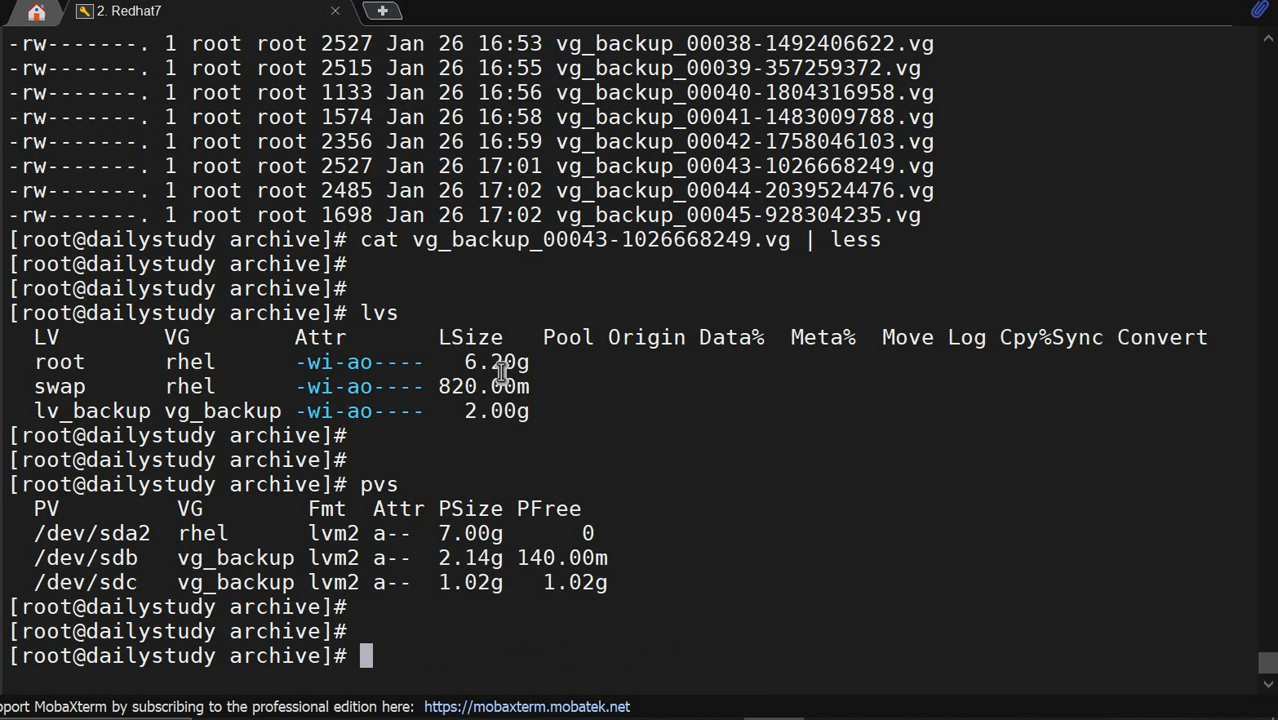 2. Redhat7
-rw-------. 1 root root 2527 Jan 26 16:53 vg_backup_00038-1492406622.vg
-rw-------. 1 root root 2515 Jan 26 16:55 vg_backup_00039-357259372.vg
-rw-------. 1 root root 1133 Jan 26 16:56 vg_backup_00040-1804316958.vg
-rw-------. 1 root root 1574 Jan 26 16:58 vg_backup_00041-1483009788.vg
-rw-------. 1 root root 2356 Jan 26 16:59 vg_backup_00042-1758046103.vg
-rw-------. 1 root root 2527 Jan 26 17:01 vg_backup_00043-1026668249.vg
-rw-------. 1 root root 2485 Jan 26 17:02 vg_backup_00044-2039524476.vg
-rw-------. 1 root root 1698 Jan 26 17:02 vg_backup_00045-928304235.vg
[root@dailystudy archive]# cat vg_backup_00043-1026668249.vg | less
[root@dailystudy archive]#
[root@dailystudy archive]#
[root@dailystudy archive]# lvs
  LV        VG        Attr       LSize   Pool Origin Data%  Meta%  Move Log Cpy%Sync Convert
  root      rhel      -wi-ao----   6.20g
  swap      rhel      -wi-ao---- 820.00m
  lv_backup vg_backup -wi-ao----   2.00g
[root@dailystudy archive]#
[root@dailystudy archive]#
[root@dailystudy archive]# pvs
  PV         VG        Fmt  Attr PSize PFree
  /dev/sda2  rhel      lvm2 a--  7.00g      0
  /dev/sdb   vg_backup lvm2 a--  2.14g 140.00m
  /dev/sdc   vg_backup lvm2 a--  1.02g   1.02g
[root@dailystudy archive]#
[root@dailystudy archive]#
[root@dailystudy archive]#
pport MobaXterm by subscribing to the professional edition here: https://mobaxterm.mobatek.net